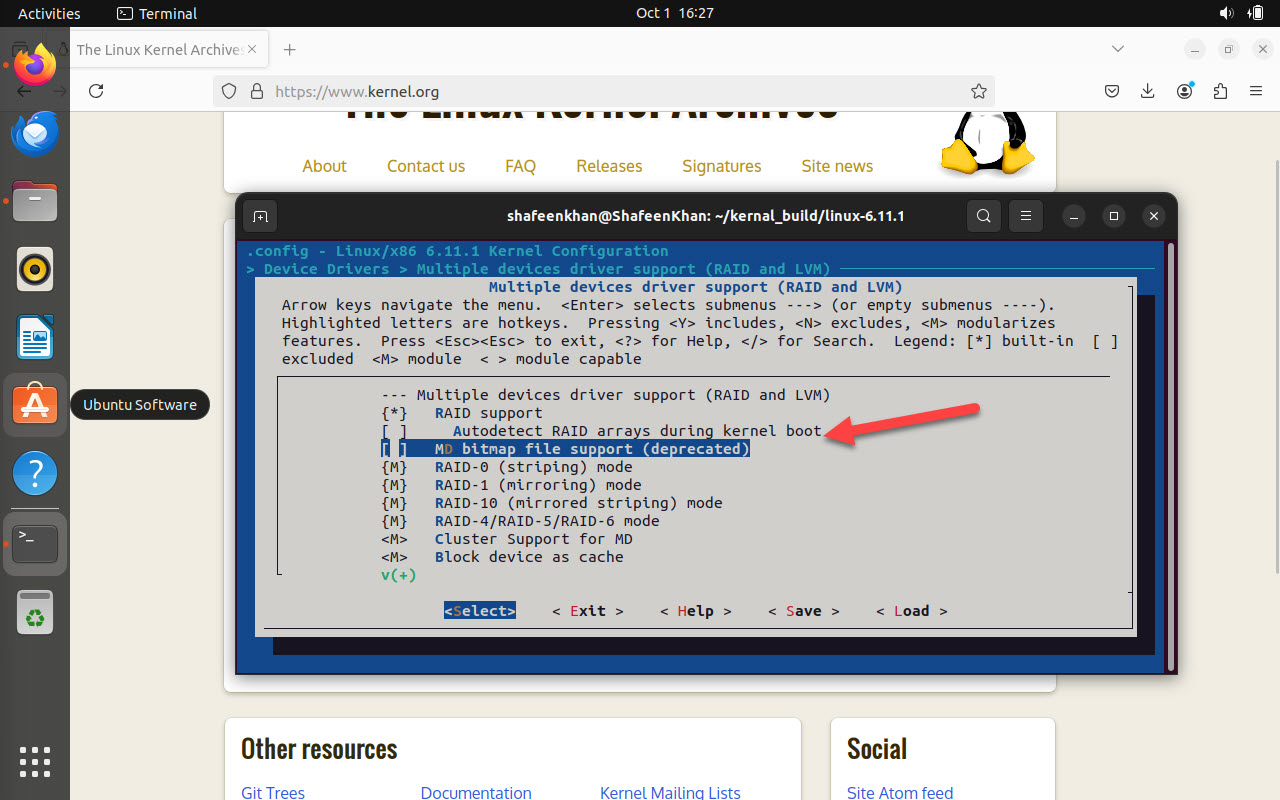 Activities
Terminal
Oct 1 16:27
The Linux Kernel Archives
https://www.kernel.org
The Linux Kernel Archives
About
Contact us
FAQ
Releases
Signatures
Site news
shafeenkhan@ShafeenKhan: ~/kernal_build/linux-6.11.1
.config - Linux/x86 6.11.1 Kernel Configuration
> Device Drivers > Multiple devices driver support (RAID and LVM)
Multiple devices driver support (RAID and LVM)
Arrow keys navigate the menu.  <Enter> selects submenus ---> (or empty submenus ----).
Highlighted letters are hotkeys.  Pressing <Y> includes, <N> excludes, <M> modularizes
features.  Press <Esc><Esc> to exit, <?> for Help, </> for Search.  Legend: [*] built-in  [ ]
excluded  <M> module  < > module capable
--- Multiple devices driver support (RAID and LVM)
{*}   RAID support
[ ]     Autodetect RAID arrays during kernel boot
[ ]   MD bitmap file support (deprecated)
{M}   RAID-0 (striping) mode
{M}   RAID-1 (mirroring) mode
{M}   RAID-10 (mirrored striping) mode
{M}   RAID-4/RAID-5/RAID-6 mode
<M>   Cluster Support for MD
<M>   Block device as cache
v(+)
<Select>    < Exit >    < Help >    < Save >    < Load >
Ubuntu Software
Other resources
Git Trees
Documentation
Kernel Mailing Lists
Social
Site Atom feed